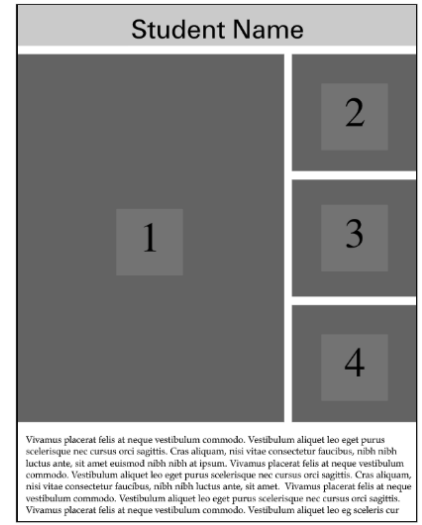 Student Name
1
2
3
4
Vivamus placerat felis at neque vestibulum commodo. Vestibulum aliquet leo eget purus
scelerisque nec cursus orci sagittis. Cras aliquam, nisi vitae consectetur faucibus, nibh nibh
luctus ante, sit amet euismod nibh nibh at ipsum. Vivamus placerat felis at neque vestibulum
commodo. Vestibulum aliquet leo eget purus scelerisque nec cursus orci sagittis. Cras aliquam,
nisi vitae consectetur faucibus, nibh nibh luctus ante, sit amet. Vivamus placerat felis at neque
vestibulum commodo. Vestibulum aliquet leo eget purus scelerisque nec cursus orci sagittis.
Vivamus placerat felis at neque vestibulum commodo. Vestibulum aliquet leo eg sceleris cur